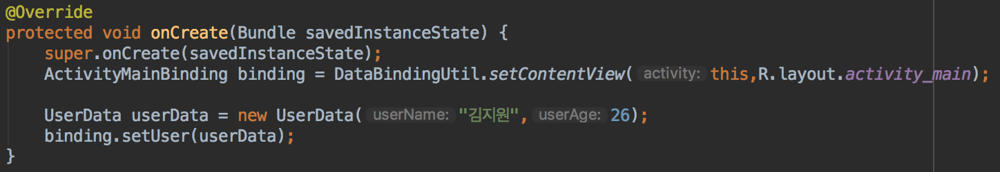 @Override
protected void onCreate(Bundle savedInstanceState) {
super.onCreate(savedInstanceState);
ActivityMainBinding binding = DataBindingUtil.setContentView( activity: this,R.layout.activity_main);
UserData userData = new UserData( userName: "김지원", userAge: 26);
binding.setUser(userData);
}